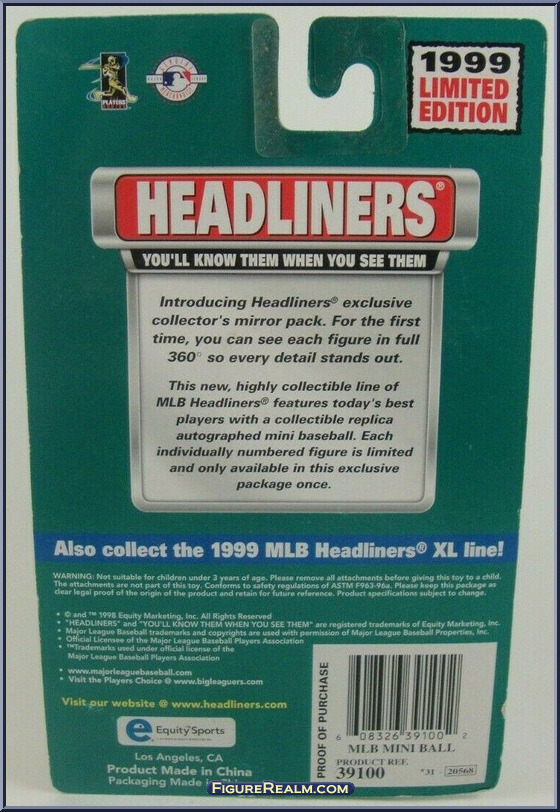 PLAYERS
CHOICE
GENUINE
MAJOR LEAGUE
MERCHANDISE
1999
LIMITED
EDITION
HEADLINERS®
YOU'LL KNOW THEM WHEN YOU SEE THEM
Introducing Headliners® exclusive
collector's mirror pack. For the first
time, you can see each figure in full
360° so every detail stands out.
This new, highly collectible line of
MLB Headliners® features today's best
players with a collectible replica
autographed mini baseball. Each
individually numbered figure is limited
and only available in this exclusive
package once.
Also collect the 1999 MLB Headliners® XL line!
WARNING: Not suitable for children under 3 years of age. Please remove all attachments before giving this toy to a child.
The attachments are not part of this toy. Conforms to safety regulations of ASTM F963-96a. Please keep this package as
clear legal proof of the origin of the product and retain for future reference. Product specifications subject to change.
• © and ™ 1998 Equity Marketing, Inc. All Rights Reserved
• "HEADLINERS" and "YOU'LL KNOW THEM WHEN YOU SEE THEM" are registered trademarks of Equity Marketing, Inc.
• Major League Baseball trademarks and copyrights are used with permission of Major League Baseball Properties, Inc.
• Official Licensee of the Major League Baseball Players Association
• ™Trademarks used under official license of the
Major League Baseball Players Association
• www.majorleaguebaseball.com
• Visit the Players Choice @ www.bigleaguers.com
Visit our website @ www.headliners.com
e EquitySports
Los Angeles, CA
Product Made in China
Packaging Made in
PROOF OF PURCHASE
6 08326 39100 2
MLB MINI BALL
PRODUCT REF.
39100 #31 - 20568
FIGUREREALM.COM